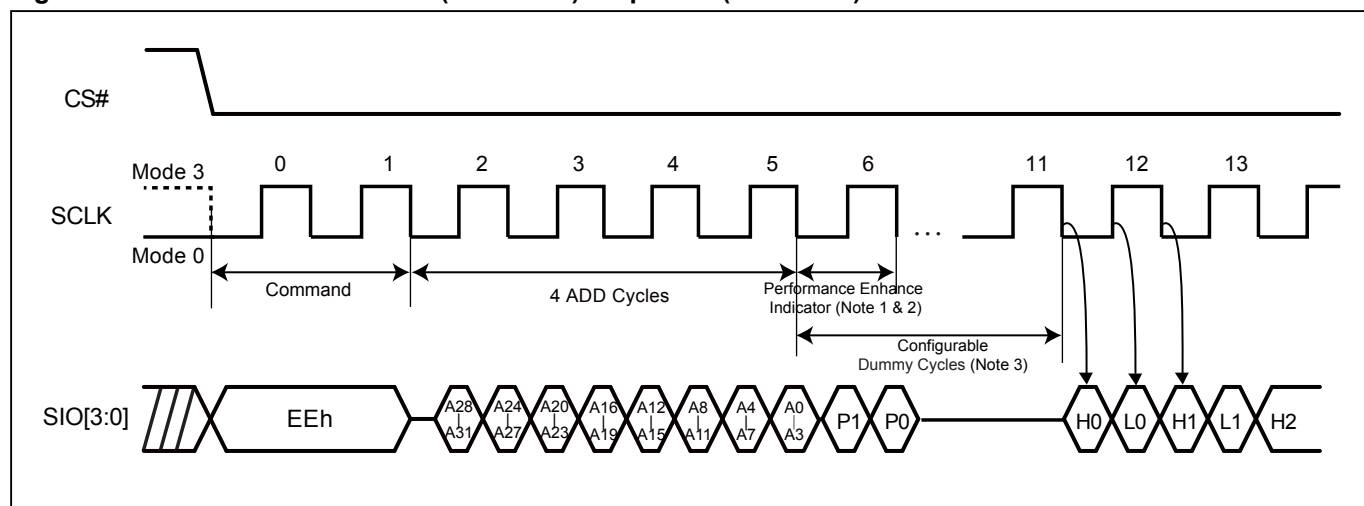 CS#
Mode 3
0 1 2 3 4 5 6 11 12 13
SCLK
...
Mode 0
Command
4 ADD Cycles
Performance Enhance
Indicator (Note 1 & 2)
Configurable
Dummy Cycles (Note 3)
SIO[3:0]
EEh
A28 A24 A20 A16 A12 A8 A4 A0
A31 A27 A23 A19 A15 A11 A7 A3
P1 P0
H0 L0 H1 L1 H2